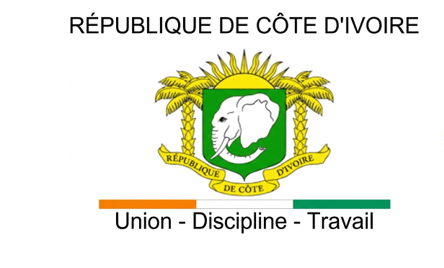 RÉPUBLIQUE DE CÔTE D'IVOIRE
RÉPUBLIQUE
DE CÔTE
D'IVOIRE
Union - Discipline - Travail